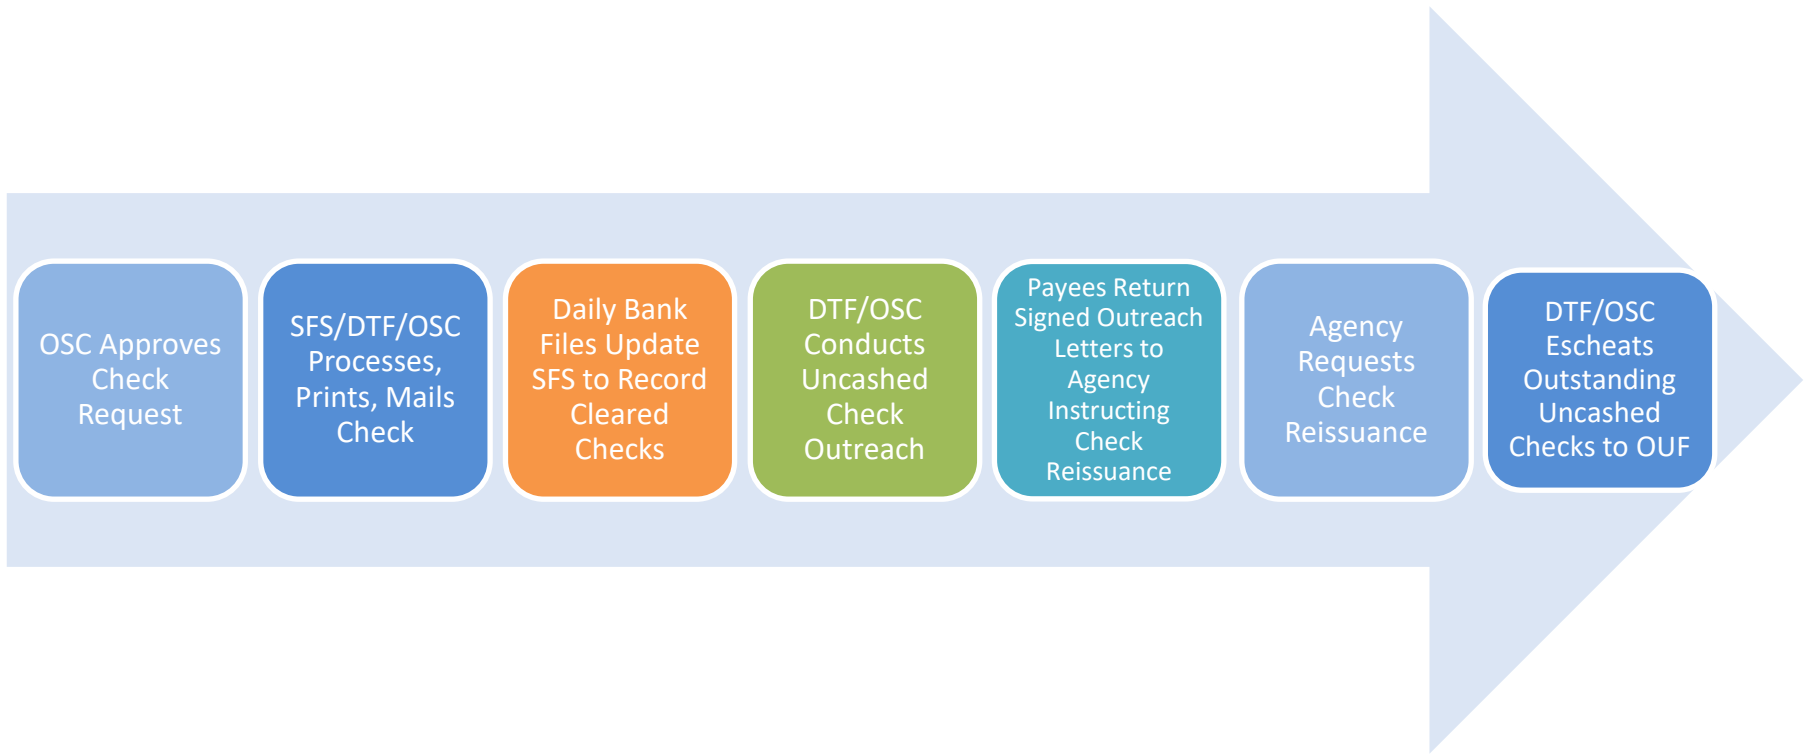 OSC Approves
Check
Request
SFS/DTF/OSC
Processes,
Prints, Mails
Check
Daily Bank
Files Update
SFS to Record
Cleared
Checks
DTF/OSC
Conducts
Uncashed
Check
Outreach
Payees Return
Signed Outreach
Letters to
Agency
Instructing
Check
Reissuance
Agency
Requests
Check
Reissuance
DTF/OSC
Escheats
Outstanding
Uncashed
Checks to OUF